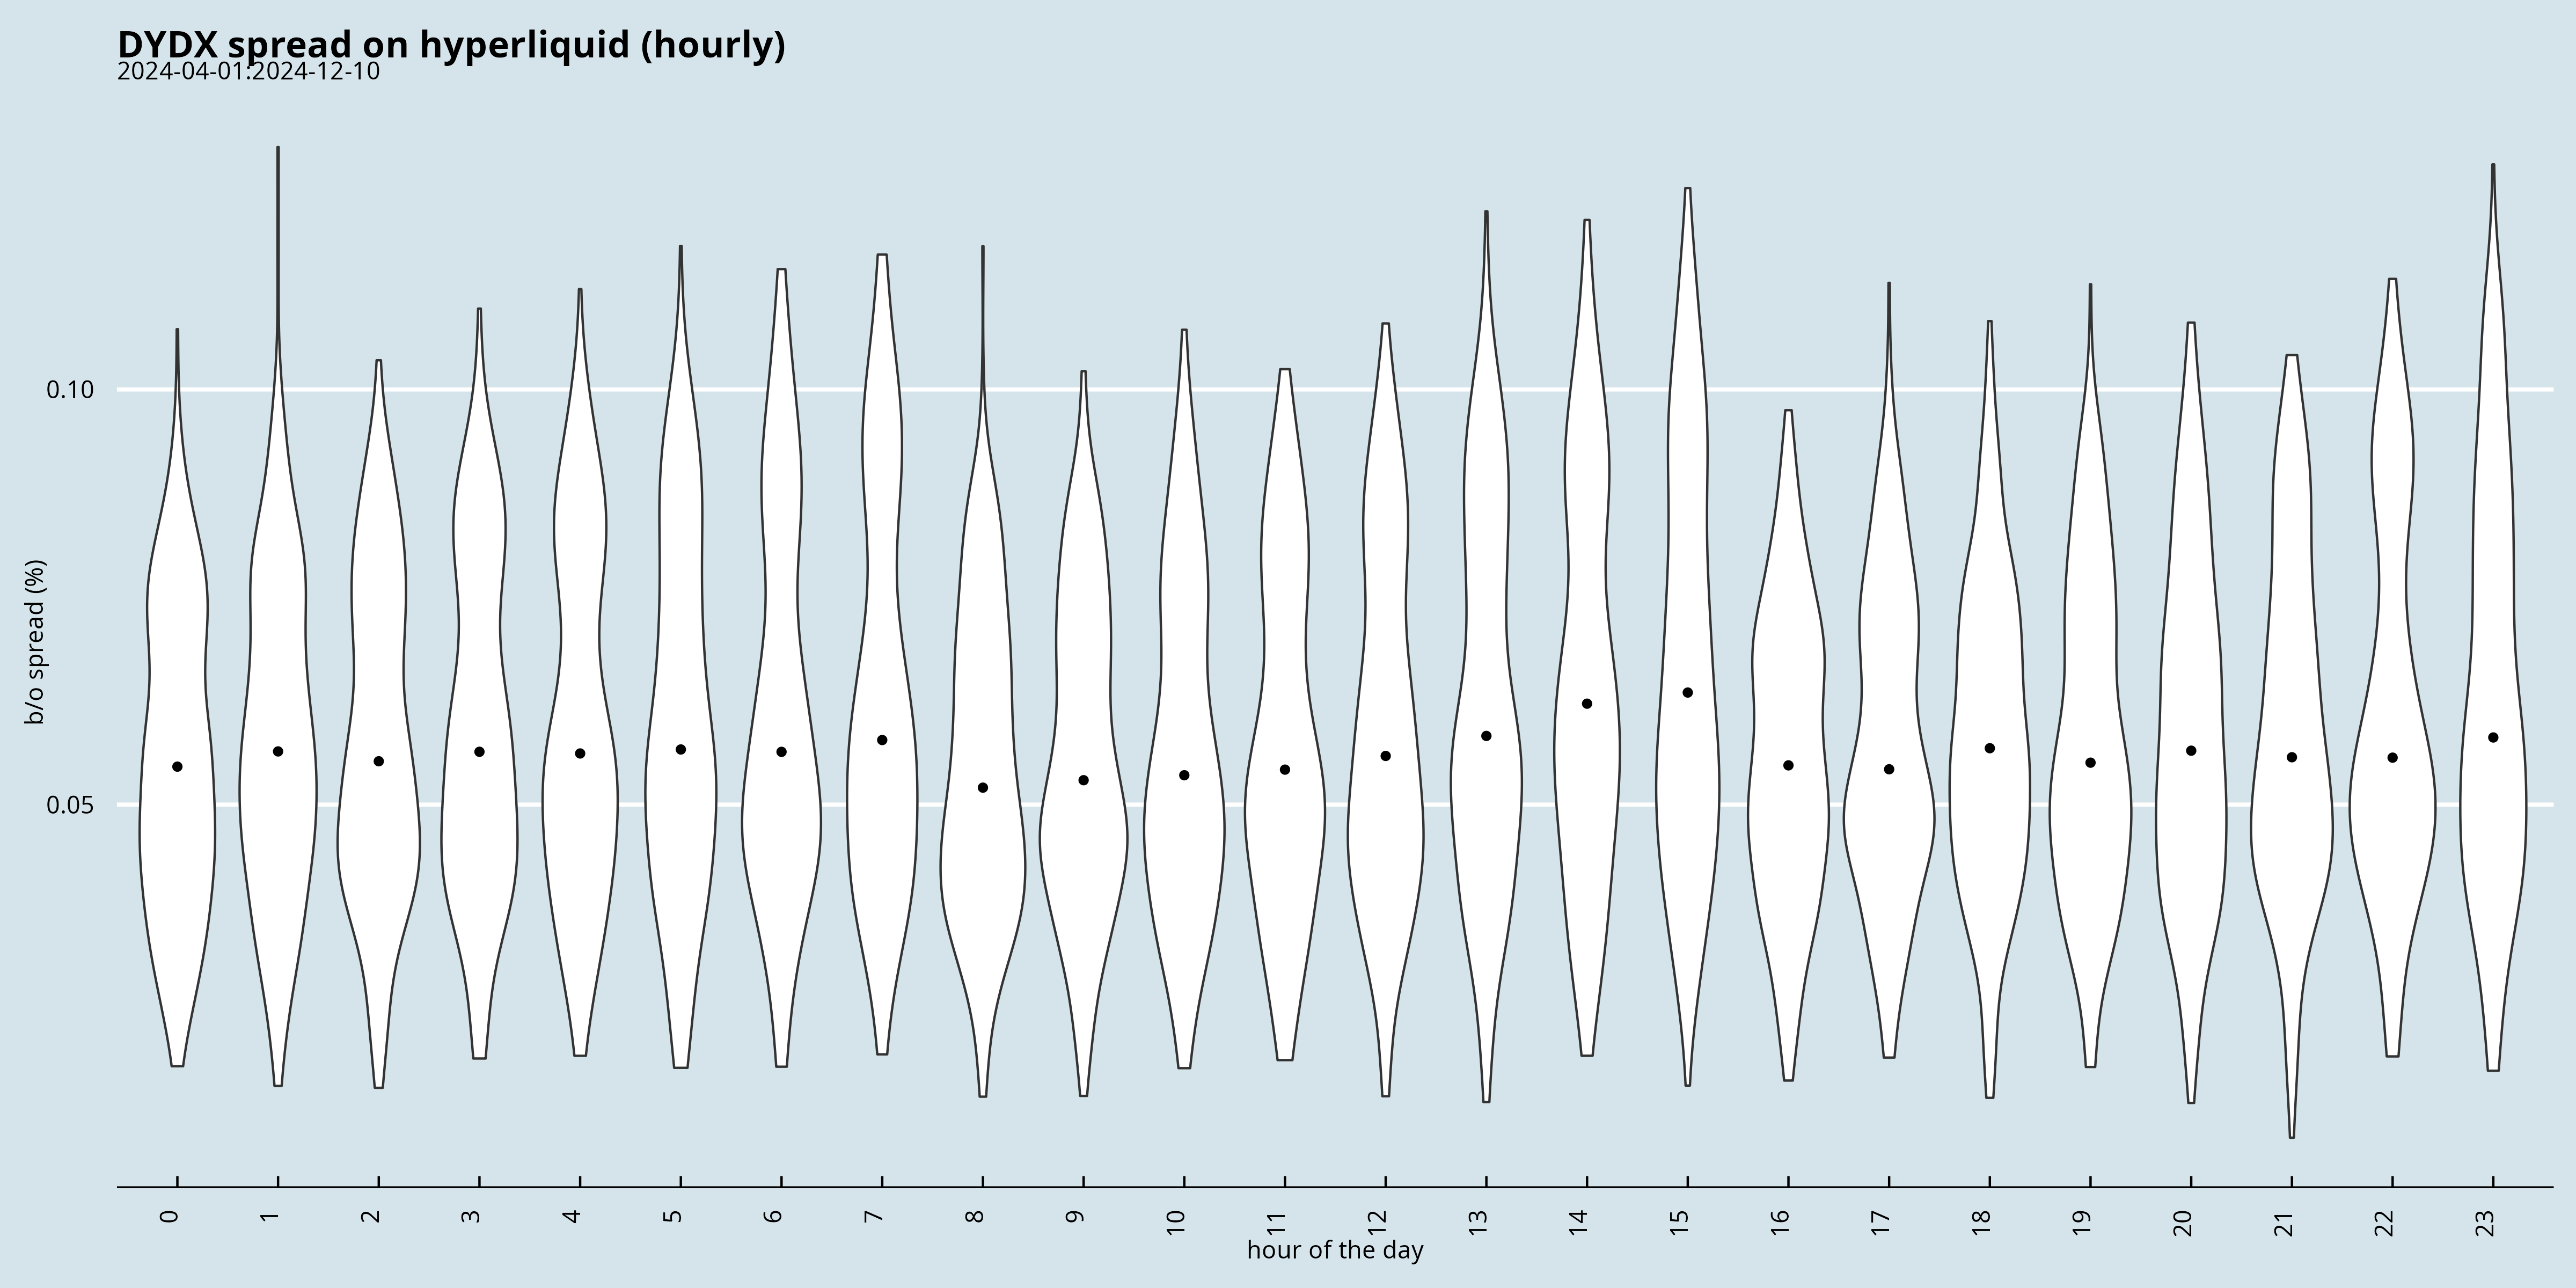 DYDX spread on hyperliquid (hourly)
2024-04-01:2024-12-10
b/o spread (%)
0.10
0.05
0 1 2 3 4 5 6 7 8 9 10 11 12 13 14 15 16 17 18 19 20 21 22 23
hour of the day